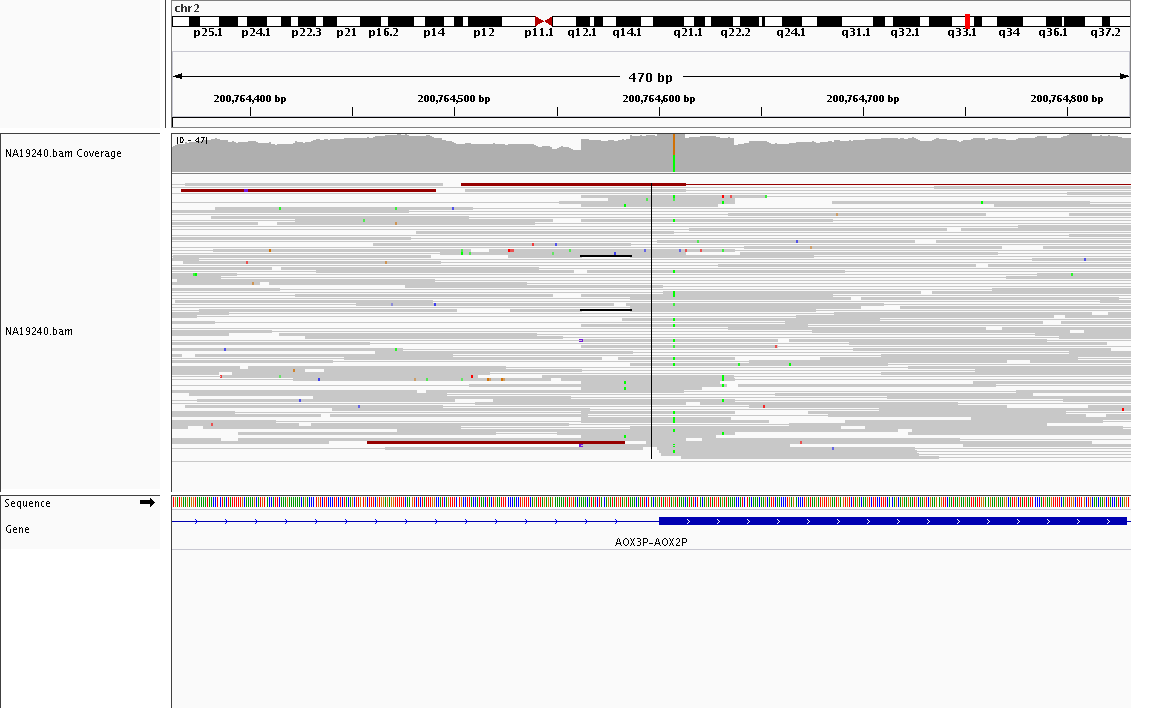 chr2
p25.1 p24.1 p22.3 p21 p16.2 p14 p12 p11.1 q12.1 q14.1 q21.1 q22.2 q24.1 q31.1 q32.1 q33.1 q34 q36.1 q37.2
470 bp
200,764,400 bp 200,764,500 bp 200,764,600 bp 200,764,700 bp 200,764,800 bp
NA19240.bam Coverage
[0 - 47]
NA19240.bam
Sequence
Gene
AOX3P-AOX2P